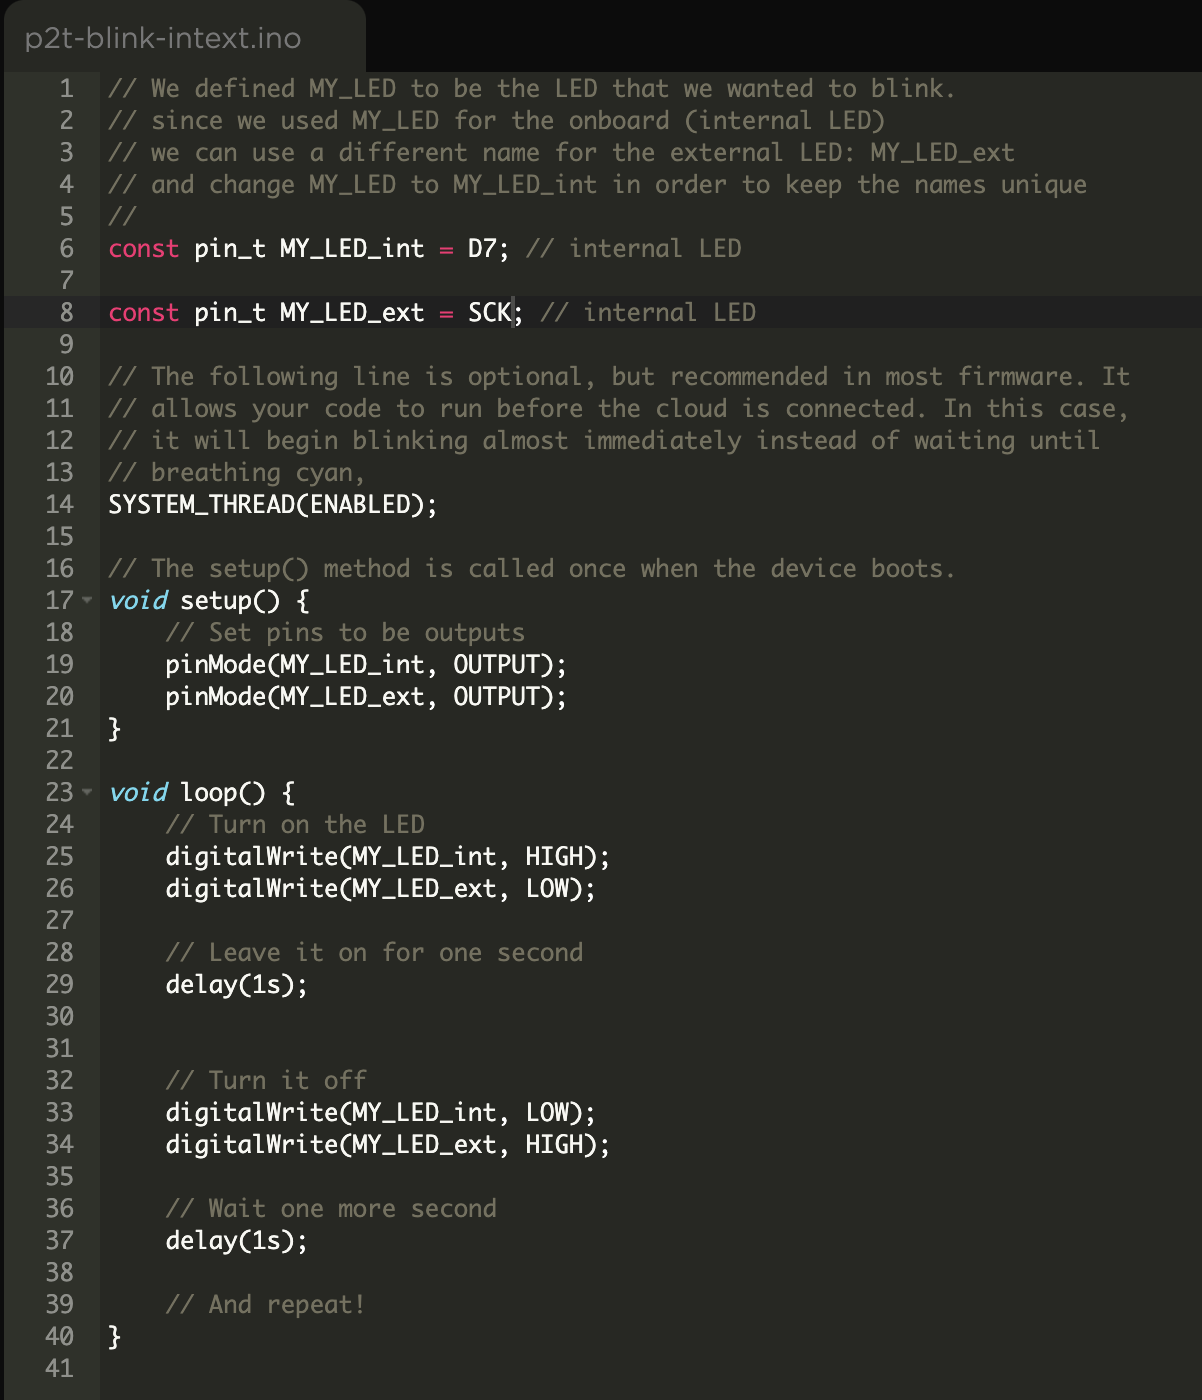 p2t-blink-intext.ino
1 // We defined MY_LED to be the LED that we wanted to blink.
2 // since we used MY_LED for the onboard (internal LED)
3 // we can use a different name for the external LED: MY_LED_ext
4 // and change MY_LED to MY_LED_int in order to keep the names unique
5 //
6 const pin_t MY_LED_int = D7; // internal LED
7
8 const pin_t MY_LED_ext = SCK; // internal LED
9
10 // The following line is optional, but recommended in most firmware. It
11 // allows your code to run before the cloud is connected. In this case,
12 // it will begin blinking almost immediately instead of waiting until
13 // breathing cyan,
14 SYSTEM_THREAD(ENABLED);
15
16 // The setup() method is called once when the device boots.
17 void setup() {
18     // Set pins to be outputs
19     pinMode(MY_LED_int, OUTPUT);
20     pinMode(MY_LED_ext, OUTPUT);
21 }
22
23 void loop() {
24     // Turn on the LED
25     digitalWrite(MY_LED_int, HIGH);
26     digitalWrite(MY_LED_ext, LOW);
27
28     // Leave it on for one second
29     delay(1s);
30
31
32     // Turn it off
33     digitalWrite(MY_LED_int, LOW);
34     digitalWrite(MY_LED_ext, HIGH);
35
36     // Wait one more second
37     delay(1s);
38
39     // And repeat!
40 }
41